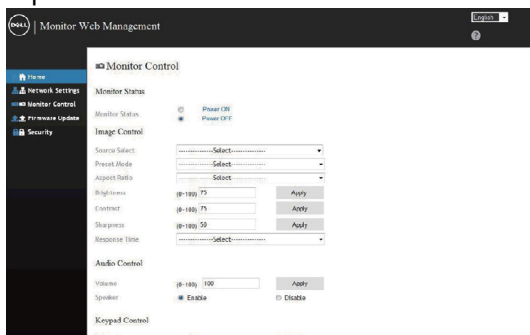 DELL | Monitor Web Management
English
?
Home
Network Settings
Monitor Control
Firmware Update
Security
Monitor Control
Monitor Status
Monitor Status
Power ON
Power OFF
Image Control
Source Select ---------------Select---------------
Preset Mode ---------------Select---------------
Aspect Ratio ---------------Select---------------
Brightness (0~100) 75 Apply
Contrast (0~100) 75 Apply
Sharpness (0~100) 50 Apply
Response Time ---------------Select---------------
Audio Control
Volume (0~100) 100 Apply
Speaker Enable Disable
Keypad Control